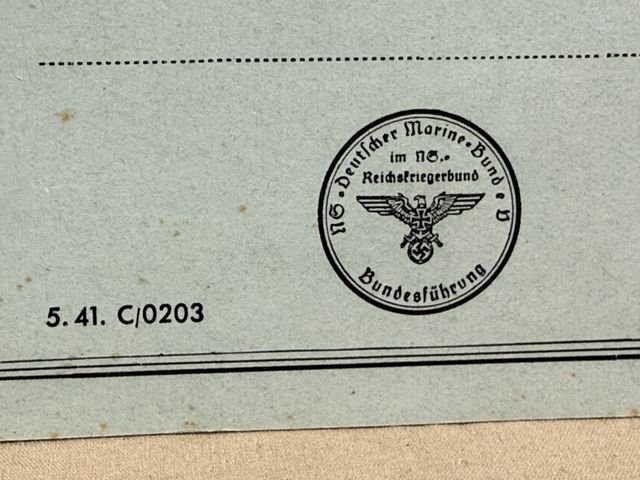 NS.-Deutscher Marine-Bund e V
im NS.-
Reichskriegerbund
Bundesführung
5. 41. C/0203